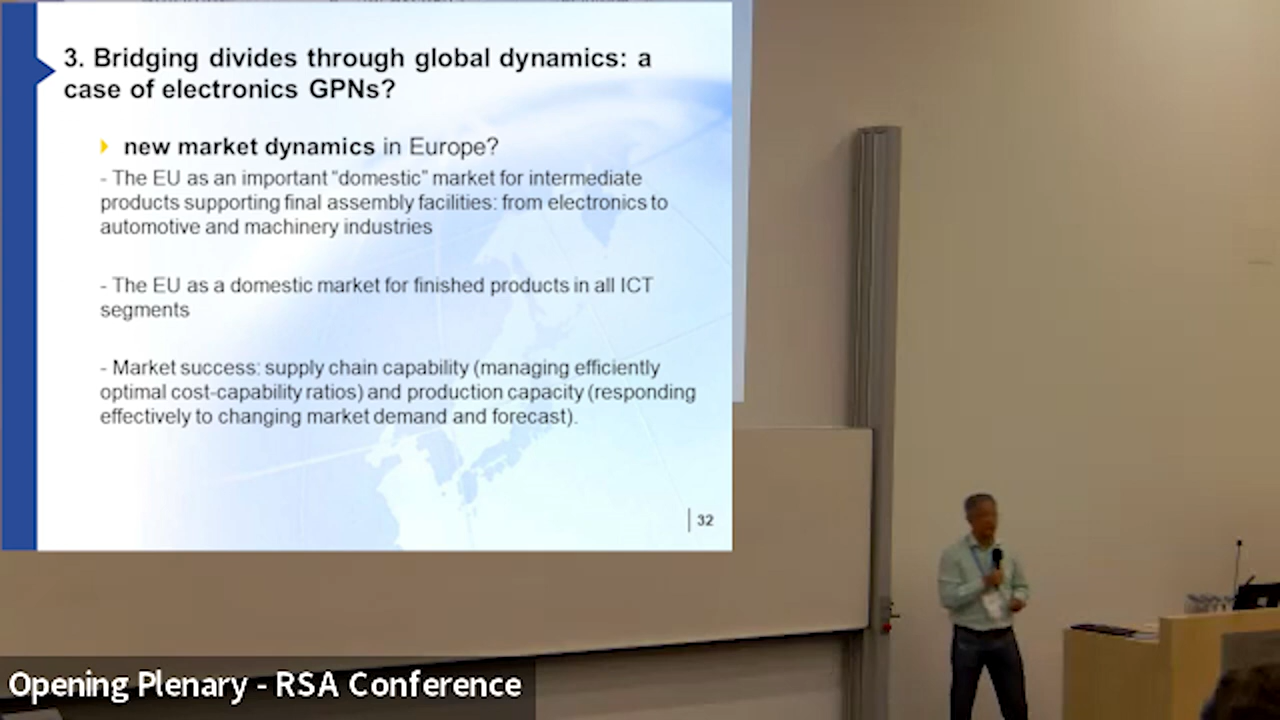 3. Bridging divides through global dynamics: a
case of electronics GPNs?
new market dynamics in Europe?
- The EU as an important “domestic” market for intermediate
products supporting final assembly facilities: from electronics to
automotive and machinery industries
- The EU as a domestic market for finished products in all ICT
segments
- Market success: supply chain capability (managing efficiently
optimal cost-capability ratios) and production capacity (responding
effectively to changing market demand and forecast).
32
Opening Plenary - RSA Conference